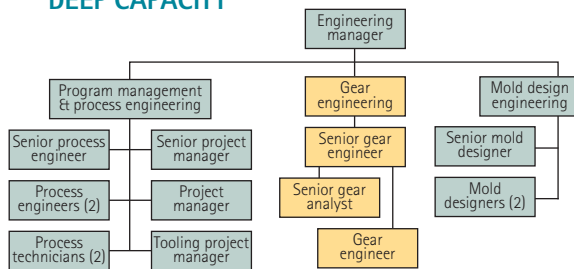 DEEP CAPACITY
Engineering
manager
Program management
& process engineering
Gear
engineering
Mold design
engineering
Senior process
engineer
Senior project
manager
Senior gear
engineer
Senior mold
designer
Process
engineers (2)
Project
manager
Senior gear
analyst
Mold
designers (2)
Process
technicians (2)
Tooling project
manager
Gear
engineer